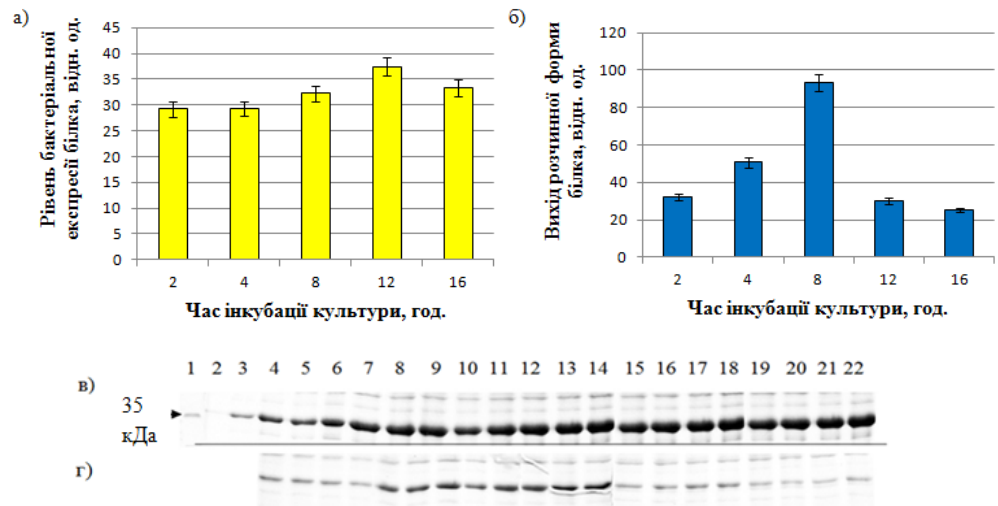 а)
45
40
35
30
25
20
15
10
5
0
Рівень бактеріальної
експресії білка, відн. од.
2 4 8 12 16
Час інкубації культури, год.
б)
120
100
80
60
40
20
0
Вихід розчинної форми
білка, відн. од.
2 4 8 12 16
Час інкубації культури, год.
1 2 3 4 5 6 7 8 9 10 11 12 13 14 15 16 17 18 19 20 21 22
в)
35
кДа
г)